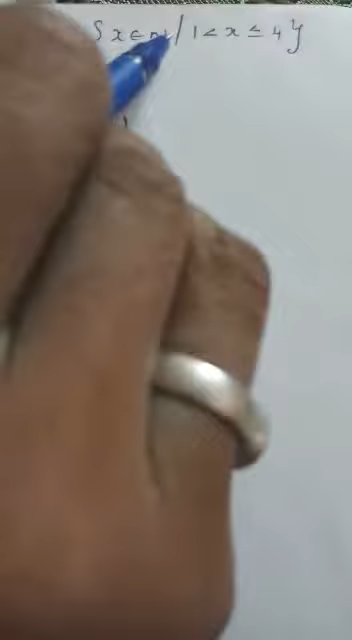 {x ∈ / 1 < x ≤ 4}